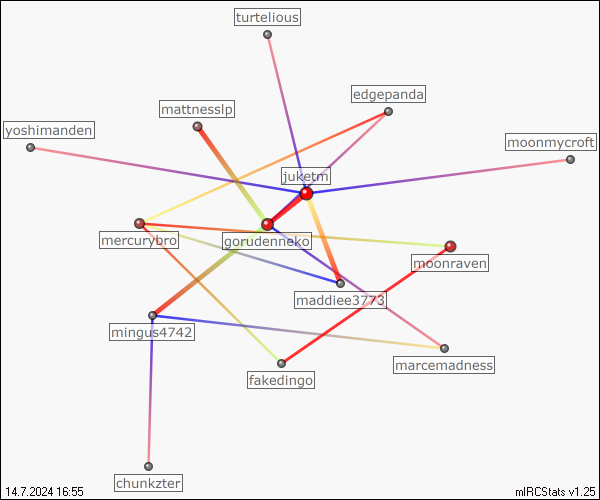 turtelious
edgepanda
mattnesslp
yoshimanden
moonmycroft
juketm
mercurybro
gorudenneko
moonraven
maddiee3773
mingus4742
marcemadness
fakedingo
chunkzter
14.7.2024 16:55
mIRCStats v1.25